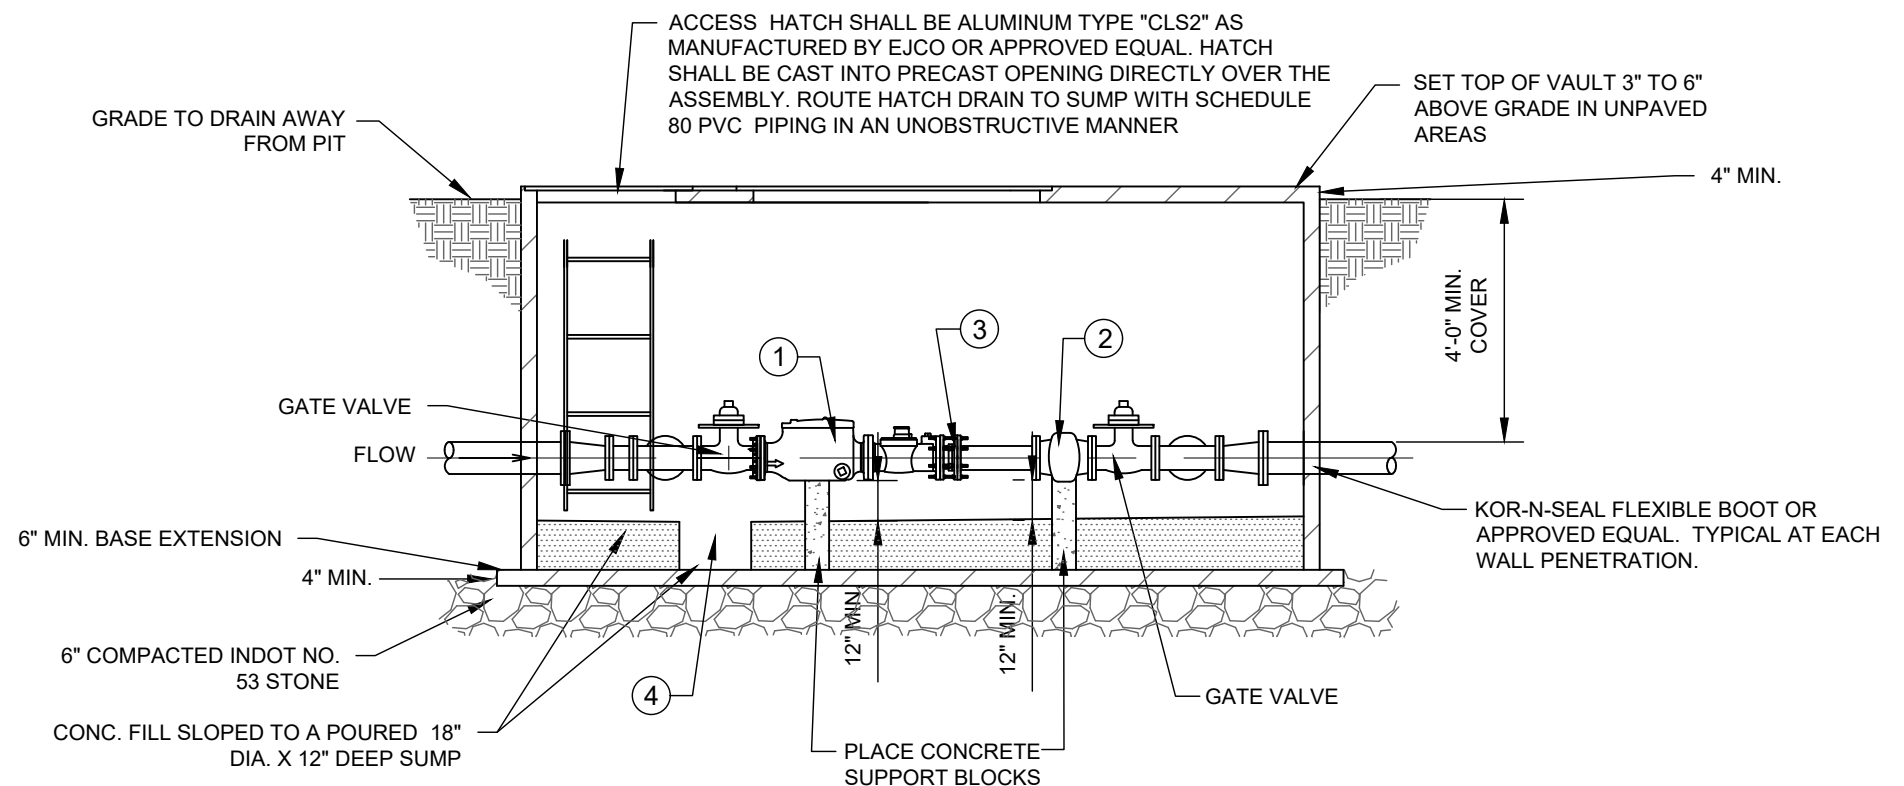 ACCESS HATCH SHALL BE ALUMINUM TYPE "CLS2" AS
MANUFACTURED BY EJCO OR APPROVED EQUAL. HATCH
SHALL BE CAST INTO PRECAST OPENING DIRECTLY OVER THE
ASSEMBLY. ROUTE HATCH DRAIN TO SUMP WITH SCHEDULE
80 PVC PIPING IN AN UNOBSTRUCTIVE MANNER
SET TOP OF VAULT 3" TO 6"
ABOVE GRADE IN UNPAVED
AREAS
GRADE TO DRAIN AWAY
FROM PIT
4" MIN.
4'-0" MIN.
COVER
3
2
1
GATE VALVE
FLOW
KOR-N-SEAL FLEXIBLE BOOT OR
APPROVED EQUAL. TYPICAL AT EACH
WALL PENETRATION.
6" MIN. BASE EXTENSION
4" MIN.
12" MIN.
12" MIN.
6" COMPACTED INDOT NO.
53 STONE
4
GATE VALVE
CONC. FILL SLOPED TO A POURED 18"
DIA. X 12" DEEP SUMP
PLACE CONCRETE
SUPPORT BLOCKS